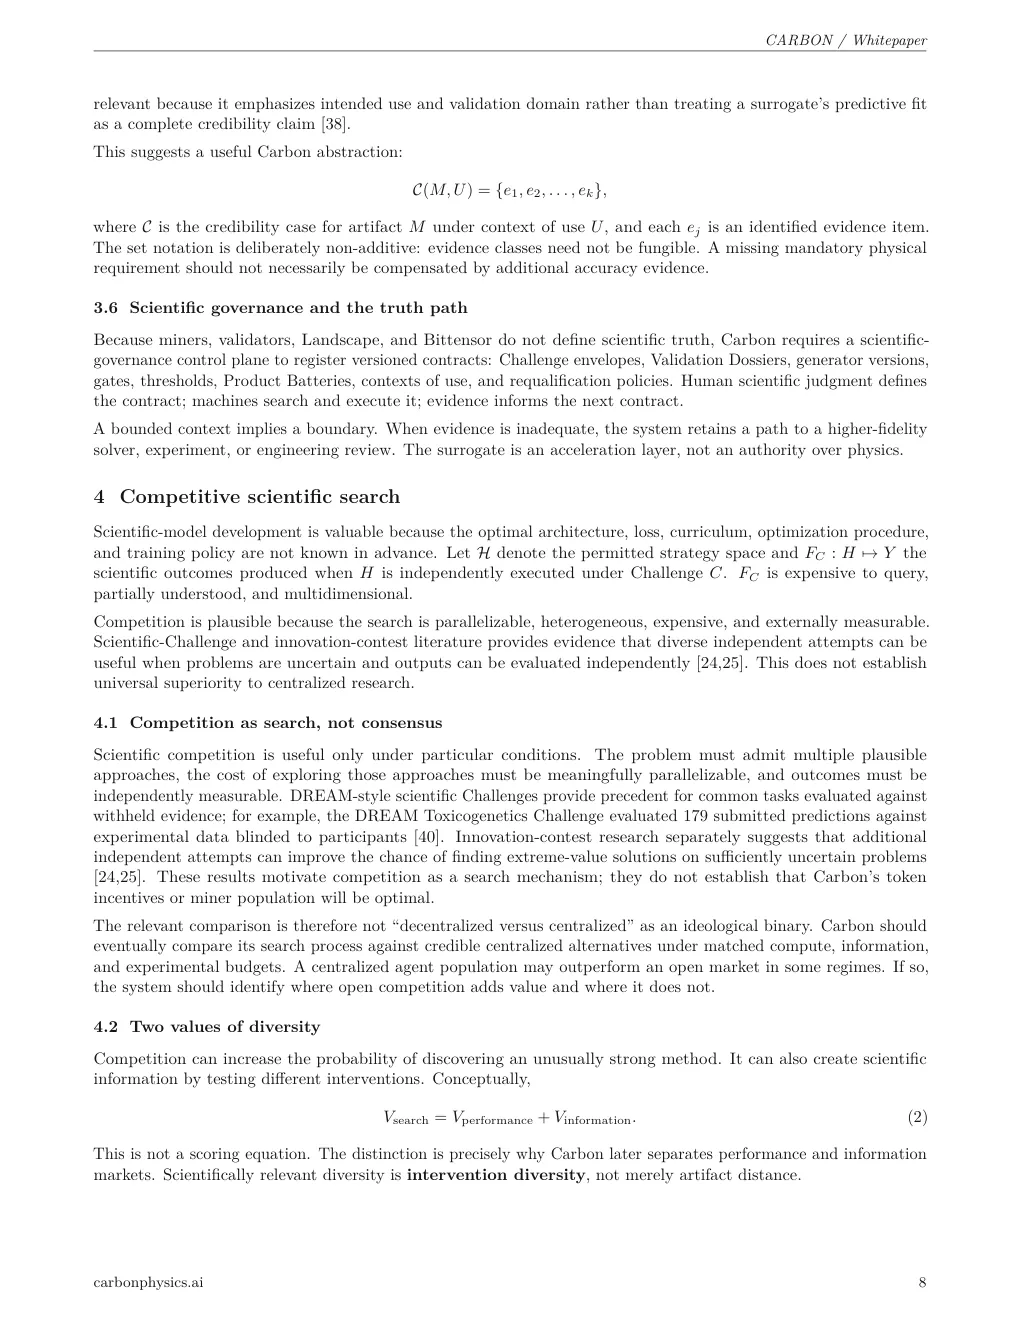 CARBON / Whitepaper
relevant because it emphasizes intended use and validation domain rather than treating a surrogate's predictive fit
as a complete credibility claim [38].
This suggests a useful Carbon abstraction:
𝒞(M, U) = {e₁, e₂, . . . , eₖ},
where 𝒞 is the credibility case for artifact M under context of use U, and each eⱼ is an identified evidence item.
The set notation is deliberately non-additive: evidence classes need not be fungible. A missing mandatory physical
requirement should not necessarily be compensated by additional accuracy evidence.
3.6 Scientific governance and the truth path
Because miners, validators, Landscape, and Bittensor do not define scientific truth, Carbon requires a scientific-
governance control plane to register versioned contracts: Challenge envelopes, Validation Dossiers, generator versions,
gates, thresholds, Product Batteries, contexts of use, and requalification policies. Human scientific judgment defines
the contract; machines search and execute it; evidence informs the next contract.
A bounded context implies a boundary. When evidence is inadequate, the system retains a path to a higher-fidelity
solver, experiment, or engineering review. The surrogate is an acceleration layer, not an authority over physics.
4 Competitive scientific search
Scientific-model development is valuable because the optimal architecture, loss, curriculum, optimization procedure,
and training policy are not known in advance. Let ℋ denote the permitted strategy space and F_C : H ↦ Y the
scientific outcomes produced when H is independently executed under Challenge C. F_C is expensive to query,
partially understood, and multidimensional.
Competition is plausible because the search is parallelizable, heterogeneous, expensive, and externally measurable.
Scientific-Challenge and innovation-contest literature provides evidence that diverse independent attempts can be
useful when problems are uncertain and outputs can be evaluated independently [24,25]. This does not establish
universal superiority to centralized research.
4.1 Competition as search, not consensus
Scientific competition is useful only under particular conditions. The problem must admit multiple plausible
approaches, the cost of exploring those approaches must be meaningfully parallelizable, and outcomes must be
independently measurable. DREAM-style scientific Challenges provide precedent for common tasks evaluated against
withheld evidence; for example, the DREAM Toxicogenetics Challenge evaluated 179 submitted predictions against
experimental data blinded to participants [40]. Innovation-contest research separately suggests that additional
independent attempts can improve the chance of finding extreme-value solutions on sufficiently uncertain problems
[24,25]. These results motivate competition as a search mechanism; they do not establish that Carbon's token
incentives or miner population will be optimal.
The relevant comparison is therefore not “decentralized versus centralized” as an ideological binary. Carbon should
eventually compare its search process against credible centralized alternatives under matched compute, information,
and experimental budgets. A centralized agent population may outperform an open market in some regimes. If so,
the system should identify where open competition adds value and where it does not.
4.2 Two values of diversity
Competition can increase the probability of discovering an unusually strong method. It can also create scientific
information by testing different interventions. Conceptually,
V_search = V_performance + V_information. (2)
This is not a scoring equation. The distinction is precisely why Carbon later separates performance and information
markets. Scientifically relevant diversity is intervention diversity, not merely artifact distance.
carbonphysics.ai 8